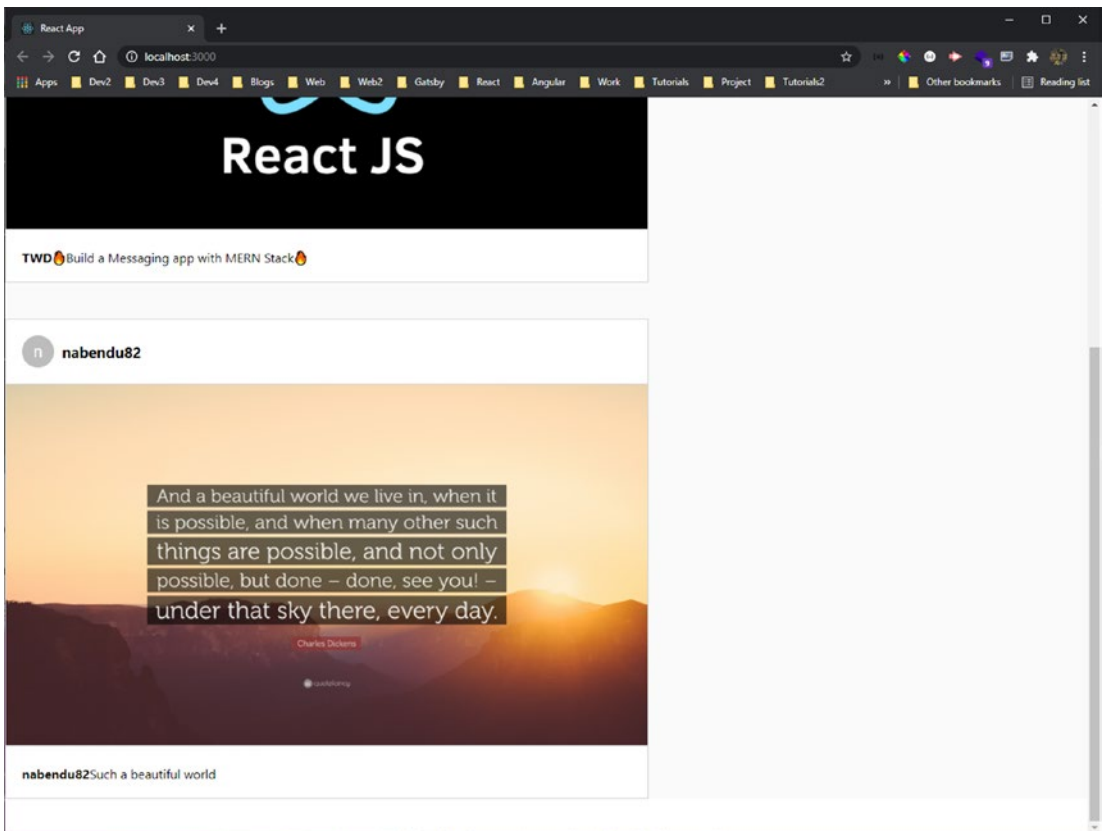 React App
localhost:3000
Apps Dev2 Dev3 Dev4 Blogs Web Web2 Gatsby React Angular Work Tutorials Project Tutorials2 » Other bookmarks Reading list
React JS
TWD🔥Build a Messaging app with MERN Stack🔥
n nabendu82
And a beautiful world we live in, when it
is possible, and when many other such
things are possible, and not only
possible, but done – done, see you! –
under that sky there, every day.
Charles Dickens
quotefancy
nabendu82Such a beautiful world